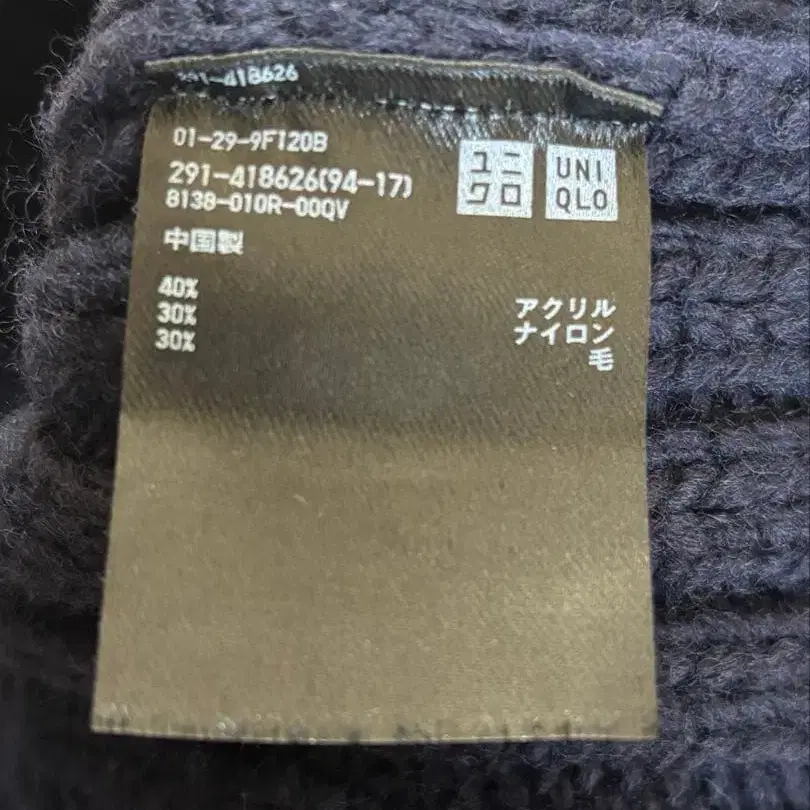 291-418626
01-29-9F120B
291-418626(94-17)
8138-010R-00QV
ユニ
クロ
UNI
QLO
中国製
40% アクリル
30% ナイロン
30% 毛